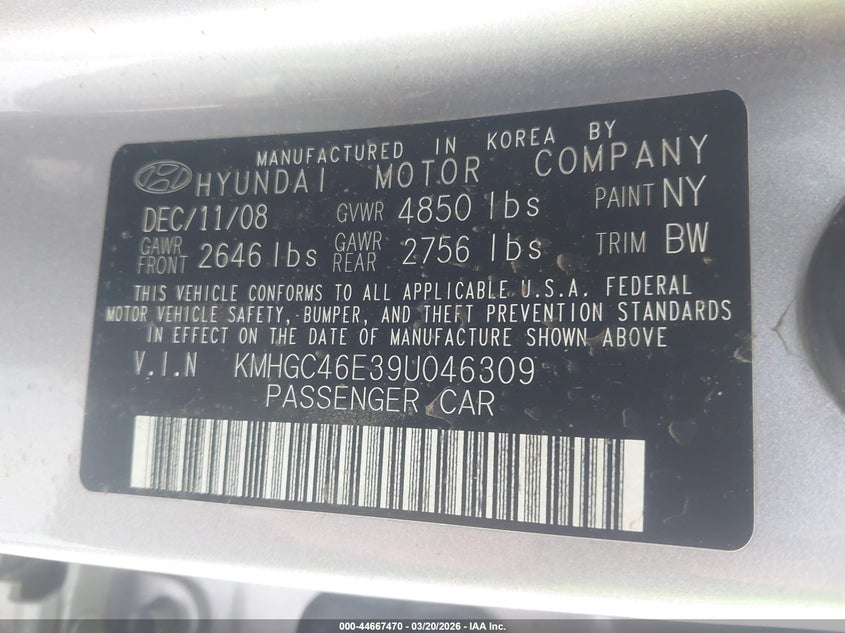 MANUFACTURED IN KOREA BY
HYUNDAI MOTOR COMPANY
DEC/11/08 GVWR 4850 lbs PAINT NY
GAWR FRONT 2646 lbs GAWR REAR 2756 lbs TRIM BW
THIS VEHICLE CONFORMS TO ALL APPLICABLE U.S.A. FEDERAL
MOTOR VEHICLE SAFETY, BUMPER, AND THEFT PREVENTION STANDARDS
IN EFFECT ON THE DATE OF MANUFACTURE SHOWN ABOVE
V.I.N KMHGC46E39U046309
PASSENGER CAR
000-44667470 - 03/20/2026 - IAA Inc.